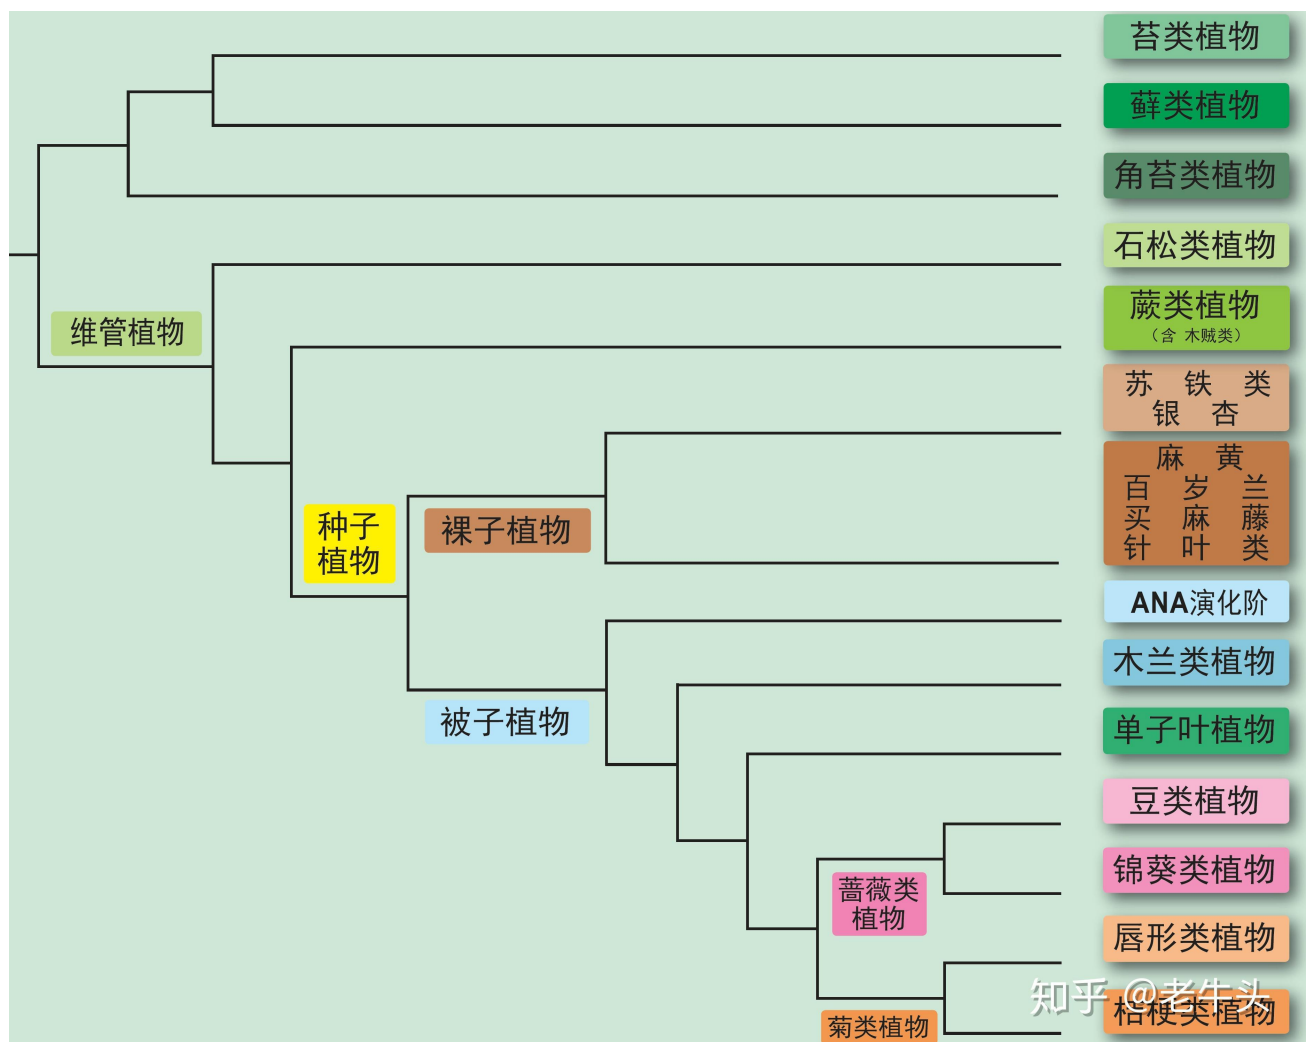 苔类植物
藓类植物
角苔类植物
石松类植物
维管植物
蕨类植物
（含 木贼类）
苏 铁 类
银 杏
麻 黄
百 岁 兰
买 麻 藤
针 叶 类
种子
植物
裸子植物
ANA演化阶
木兰类植物
被子植物
单子叶植物
豆类植物
锦葵类植物
蔷薇类
植物
唇形类植物
知乎 @老牛头
桔梗类植物
菊类植物